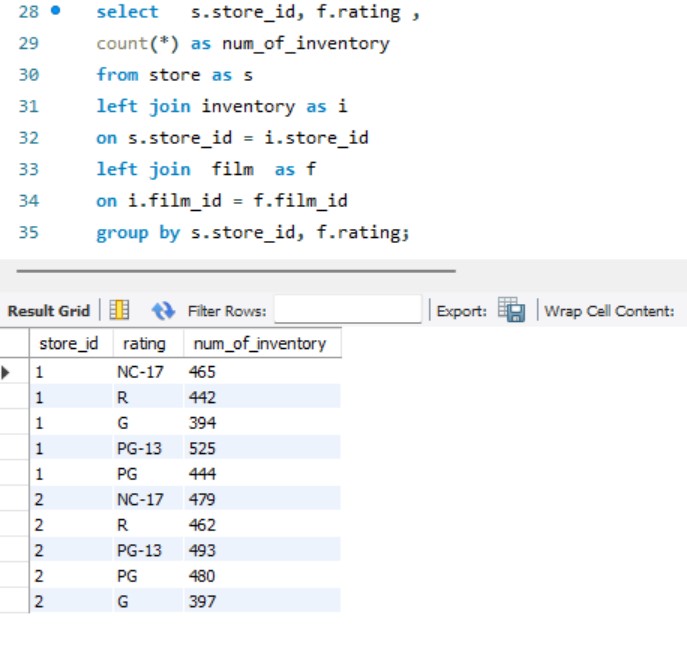 28 select s.store_id, f.rating ,
29 count(*) as num_of_inventory
30 from store as s
31 left join inventory as i
32 on s.store_id = i.store_id
33 left join film as f
34 on i.film_id = f.film_id
35 group by s.store_id, f.rating;
Result Grid Filter Rows: Export: Wrap Cell Content:
store_id rating num_of_inventory
1 NC-17 465
1 R 442
1 G 394
1 PG-13 525
1 PG 444
2 NC-17 479
2 R 462
2 PG-13 493
2 PG 480
2 G 397